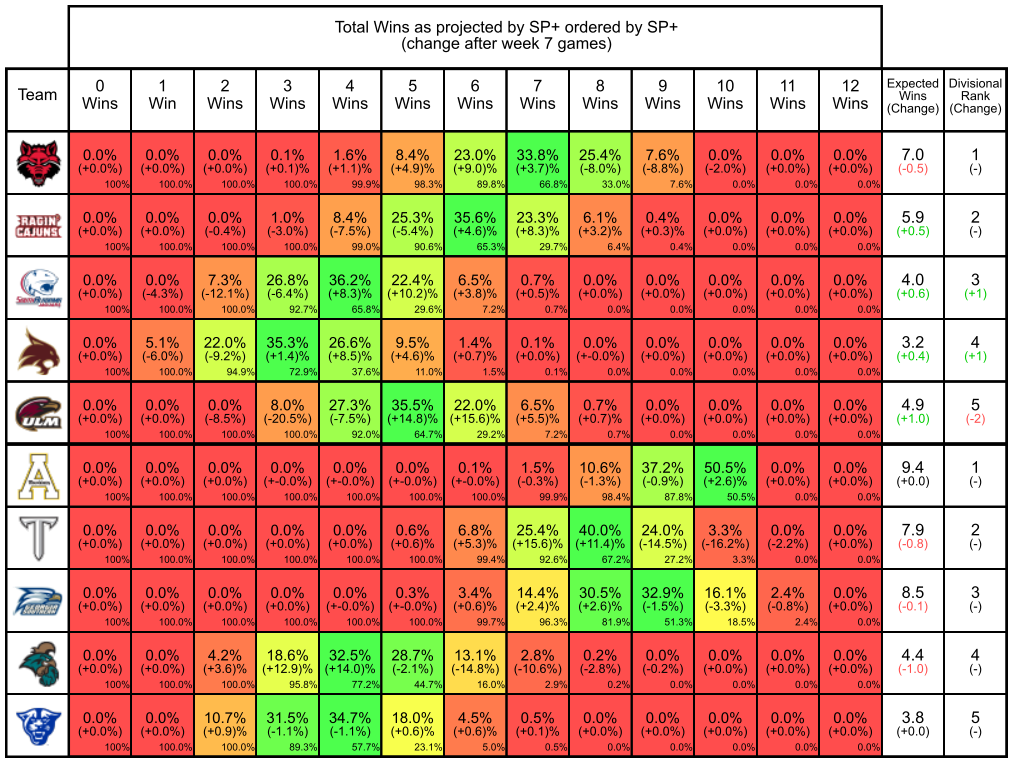 Total Wins as projected by SP+ ordered by SP+
(change after week 7 games)
Team 0 Wins 1 Win 2 Wins 3 Wins 4 Wins 5 Wins 6 Wins 7 Wins 8 Wins 9 Wins 10 Wins 11 Wins 12 Wins Expected Wins (Change) Divisional Rank (Change)
0.0% 0.0% 0.0% 0.1% 1.6% 8.4% 23.0% 33.8% 25.4% 7.6% 0.0% 0.0% 0.0% 7.0 1
(+0.0%) (+0.0%) (+0.0%) (+0.1%) (+1.1%) (+4.9%) (+9.0%) (+3.7)% (-8.0%) (-8.8%) (-2.0%) (+0.0%) (+0.0%) (-0.5) (-)
100% 100.0% 100.0% 100.0% 99.9% 98.3% 89.8% 66.8% 33.0% 7.6% 0.0% 0.0% 0.0%
RAGIN' CAJUNS
0.0% 0.0% 0.0% 1.0% 8.4% 25.3% 35.6% 23.3% 6.1% 0.4% 0.0% 0.0% 0.0% 5.9 2
(+0.0%) (+0.0%) (-0.4%) (-3.0%) (-7.5%) (-5.4%) (+4.6%) (+8.3)% (+3.2)% (+0.3)% (+0.0%) (+0.0%) (+0.0%) (+0.5) (-)
100% 100.0% 100.0% 100.0% 99.0% 90.6% 65.3% 29.7% 6.4% 0.4% 0.0% 0.0% 0.0%
0.0% 0.0% 7.3% 26.8% 36.2% 22.4% 6.5% 0.7% 0.0% 0.0% 0.0% 0.0% 0.0% 4.0 3
(+0.0%) (-4.3%) (-12.1%) (-6.4%) (+8.3)% (+10.2)% (+3.8)% (+0.5)% (+0.0%) (+0.0%) (+0.0%) (+0.0%) (+0.0%) (+0.6) (+1)
100% 100.0% 100.0% 92.7% 65.8% 29.6% 7.2% 0.7% 0.0% 0.0% 0.0% 0.0% 0.0%
0.0% 5.1% 22.0% 35.3% 26.6% 9.5% 1.4% 0.1% 0.0% 0.0% 0.0% 0.0% 0.0% 3.2 4
(+0.0%) (-6.0%) (-9.2%) (+1.4)% (+8.5)% (+4.6)% (+0.7)% (+0.0%) (+-0.0%) (+0.0%) (+0.0%) (+0.0%) (+0.0%) (+0.4) (+1)
100% 100.0% 94.9% 72.9% 37.6% 11.0% 1.5% 0.1% 0.0% 0.0% 0.0% 0.0% 0.0%
ULM
0.0% 0.0% 0.0% 8.0% 27.3% 35.5% 22.0% 6.5% 0.7% 0.0% 0.0% 0.0% 0.0% 4.9 5
(+0.0%) (+0.0%) (-8.5%) (-20.5%) (-7.5%) (+14.8)% (+15.6)% (+5.5)% (+0.7)% (+0.0%) (+0.0%) (+0.0%) (+0.0%) (+1.0) (-2)
100% 100.0% 100.0% 100.0% 92.0% 64.7% 29.2% 7.2% 0.7% 0.0% 0.0% 0.0% 0.0%
A
0.0% 0.0% 0.0% 0.0% 0.0% 0.0% 0.1% 1.5% 10.6% 37.2% 50.5% 0.0% 0.0% 9.4 1
(+0.0%) (+-0.0%) (+-0.0%) (+-0.0%) (+-0.0%) (+-0.0%) (+-0.0%) (-0.3%) (-1.3%) (-0.9%) (+2.6)% (+0.0%) (+0.0%) (+0.0) (-)
100% 100.0% 100.0% 100.0% 100.0% 100.0% 100.0% 99.9% 98.4% 87.8% 50.5% 0.0% 0.0%
T
0.0% 0.0% 0.0% 0.0% 0.0% 0.6% 6.8% 25.4% 40.0% 24.0% 3.3% 0.0% 0.0% 7.9 2
(+0.0%) (+0.0%) (+0.0%) (+0.0%) (+0.0%) (+0.6)% (+5.3)% (+15.6)% (+11.4)% (-14.5%) (-16.2%) (-2.2%) (+0.0%) (-0.8) (-)
100% 100.0% 100.0% 100.0% 100.0% 100.0% 99.4% 92.6% 67.2% 27.2% 3.3% 0.0% 0.0%
0.0% 0.0% 0.0% 0.0% 0.0% 0.3% 3.4% 14.4% 30.5% 32.9% 16.1% 2.4% 0.0% 8.5 3
(+0.0%) (+0.0%) (+0.0%) (+0.0%) (+-0.0%) (+-0.0%) (+0.6)% (+2.4)% (+2.6)% (-1.5%) (-3.3%) (-0.8%) (+0.0%) (-0.1) (-)
100% 100.0% 100.0% 100.0% 100.0% 100.0% 99.7% 96.3% 81.9% 51.3% 18.5% 2.4% 0.0%
0.0% 0.0% 4.2% 18.6% 32.5% 28.7% 13.1% 2.8% 0.2% 0.0% 0.0% 0.0% 0.0% 4.4 4
(+0.0%) (+0.0%) (+3.6)% (+12.9)% (+14.0)% (-2.1%) (-14.8%) (-10.6%) (-2.8%) (-0.2%) (+0.0%) (+0.0%) (+0.0%) (-1.0) (-)
100% 100.0% 100.0% 95.8% 77.2% 44.7% 16.0% 2.9% 0.2% 0.0% 0.0% 0.0% 0.0%
0.0% 0.0% 10.7% 31.5% 34.7% 18.0% 4.5% 0.5% 0.0% 0.0% 0.0% 0.0% 0.0% 3.8 5
(+0.0%) (+0.0%) (+0.9)% (-1.1%) (-1.1%) (+0.6)% (+0.6)% (+0.1)% (+0.0%) (+0.0%) (+0.0%) (+0.0%) (+0.0%) (+0.0) (-)
100% 100.0% 100.0% 89.3% 57.7% 23.1% 5.0% 0.5% 0.0% 0.0% 0.0% 0.0% 0.0%